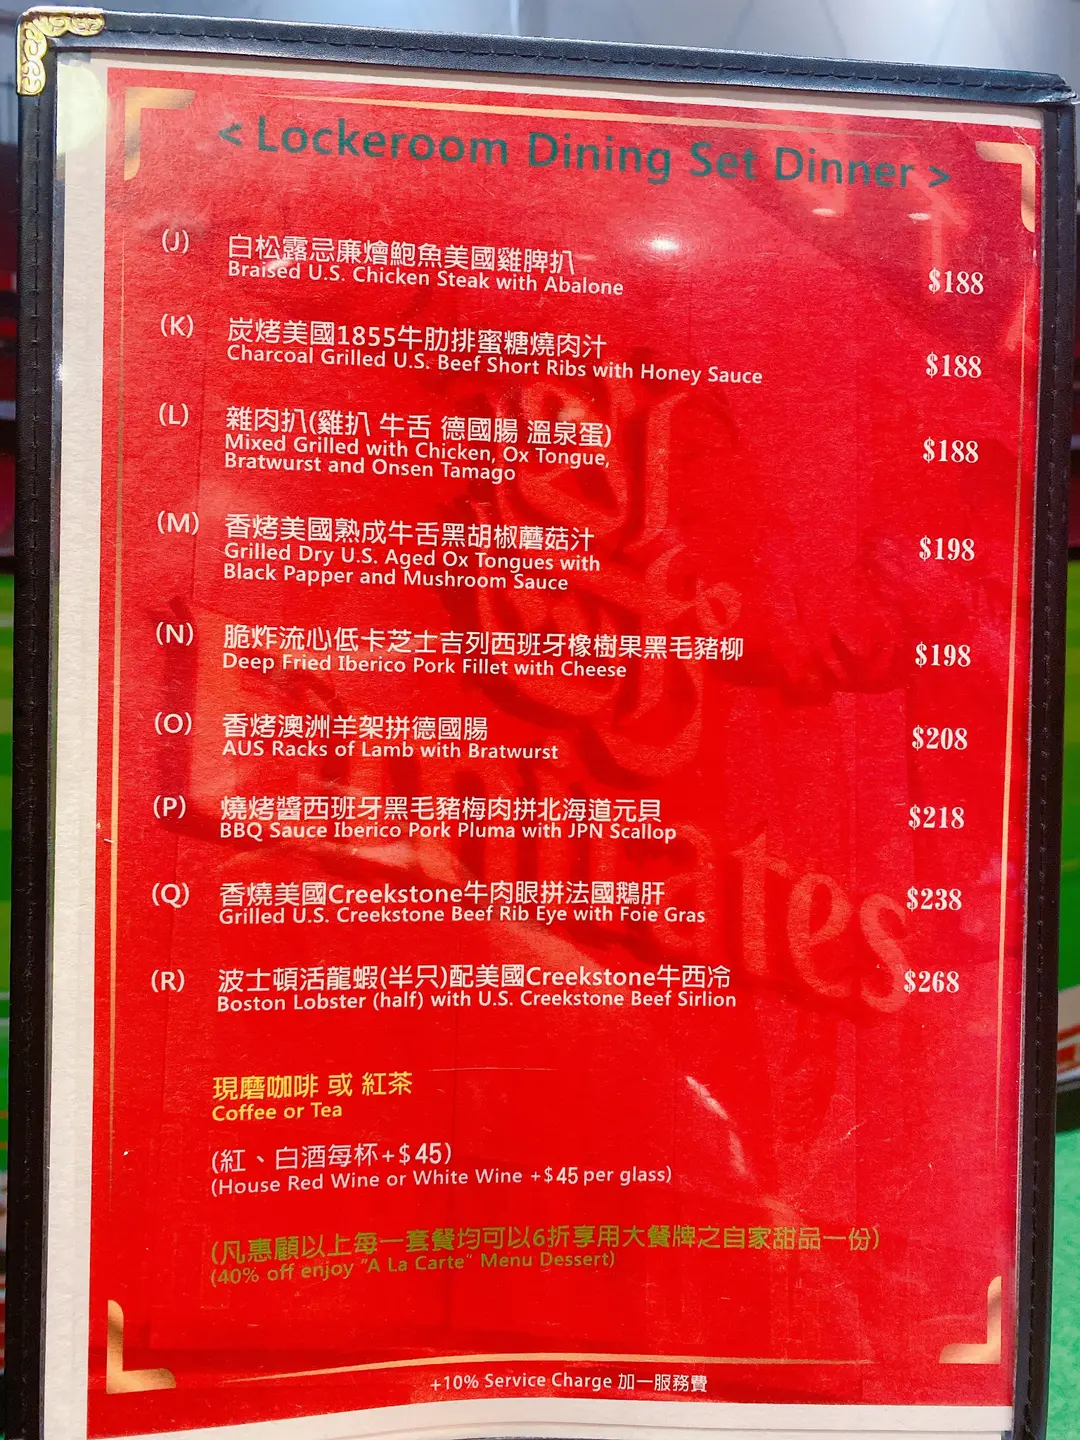 < Lockeroom Dining Set Dinner >
(J) 白松露忌廉燴鮑魚美國雞脾扒
Braised U.S. Chicken Steak with Abalone $188
(K) 炭烤美國1855牛肋排蜜糖燒肉汁
Charcoal Grilled U.S. Beef Short Ribs with Honey Sauce $188
(L) 雜肉扒(雞扒 牛舌 德國腸 溫泉蛋)
Mixed Grilled with Chicken, Ox Tongue, $188
Bratwurst and Onsen Tamago
(M) 香烤美國熟成牛舌黑胡椒蘑菇汁
Grilled Dry U.S. Aged Ox Tongues with $198
Black Papper and Mushroom Sauce
(N) 脆炸流心低卡芝士吉列西班牙橡樹果黑毛豬柳
Deep Fried Iberico Pork Fillet with Cheese $198
(O) 香烤澳洲羊架拼德國腸
AUS Racks of Lamb with Bratwurst $208
(P) 燒烤醬西班牙黑毛豬梅肉拼北海道元貝
BBQ Sauce Iberico Pork Pluma with JPN Scallop $218
(Q) 香燒美國Creekstone牛肉眼拼法國鵝肝
Grilled U.S. Creekstone Beef Rib Eye with Foie Gras $238
(R) 波士頓活龍蝦(半只)配美國Creekstone牛西冷
Boston Lobster (half) with U.S. Creekstone Beef Sirlion $268
現磨咖啡 或 紅茶
Coffee or Tea
(紅、白酒每杯+$45)
(House Red Wine or White Wine +$45 per glass)
(凡惠顧以上每一套餐均可以6折享用大餐牌之自家甜品一份)
(40% off enjoy "A La Carte" Menu Dessert)
+10% Service Charge 加一服務費